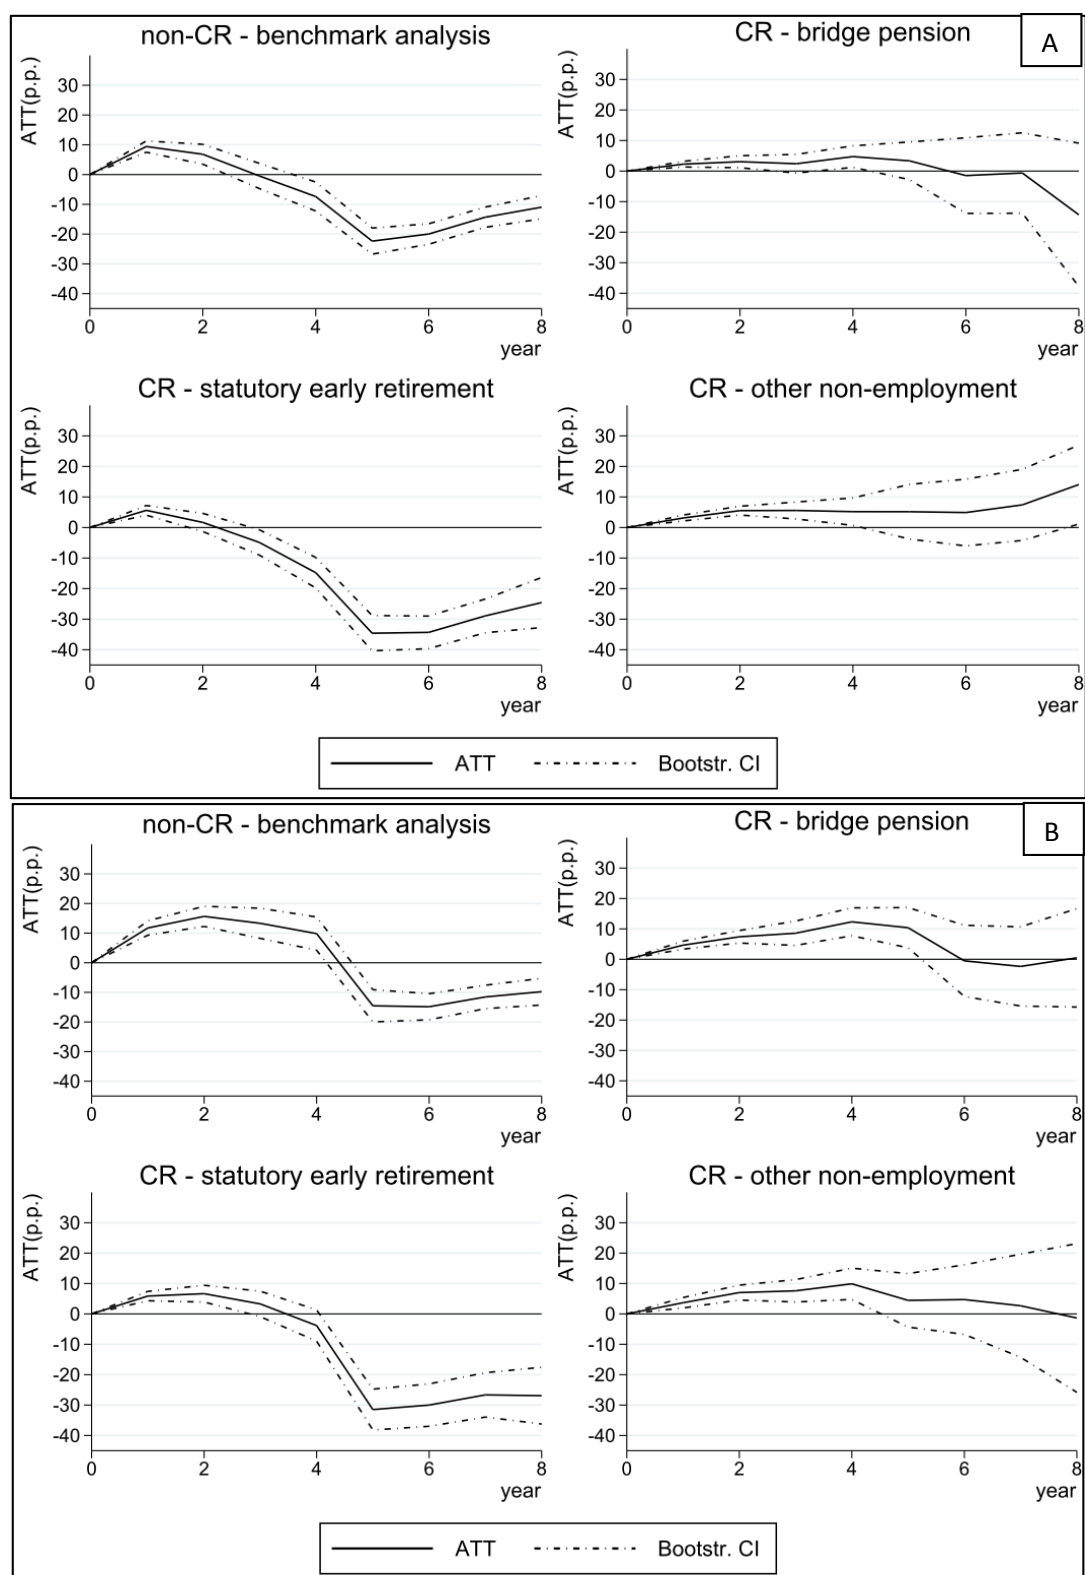 A
non-CR - benchmark analysis
ATT(p.p.)
30
20
10
0
-10
-20
-30
-40
0 2 4 6 8
year
CR - bridge pension
ATT(p.p.)
30
20
10
0
-10
-20
-30
-40
0 2 4 6 8
year
CR - statutory early retirement
ATT(p.p.)
30
20
10
0
-10
-20
-30
-40
0 2 4 6 8
year
CR - other non-employment
ATT(p.p.)
30
20
10
0
-10
-20
-30
-40
0 2 4 6 8
year
ATT Bootstr. CI
B
non-CR - benchmark analysis
ATT(p.p.)
30
20
10
0
-10
-20
-30
-40
0 2 4 6 8
year
CR - bridge pension
ATT(p.p.)
30
20
10
0
-10
-20
-30
-40
0 2 4 6 8
year
CR - statutory early retirement
ATT(p.p.)
30
20
10
0
-10
-20
-30
-40
0 2 4 6 8
year
CR - other non-employment
ATT(p.p.)
30
20
10
0
-10
-20
-30
-40
0 2 4 6 8
year
ATT Bootstr. CI